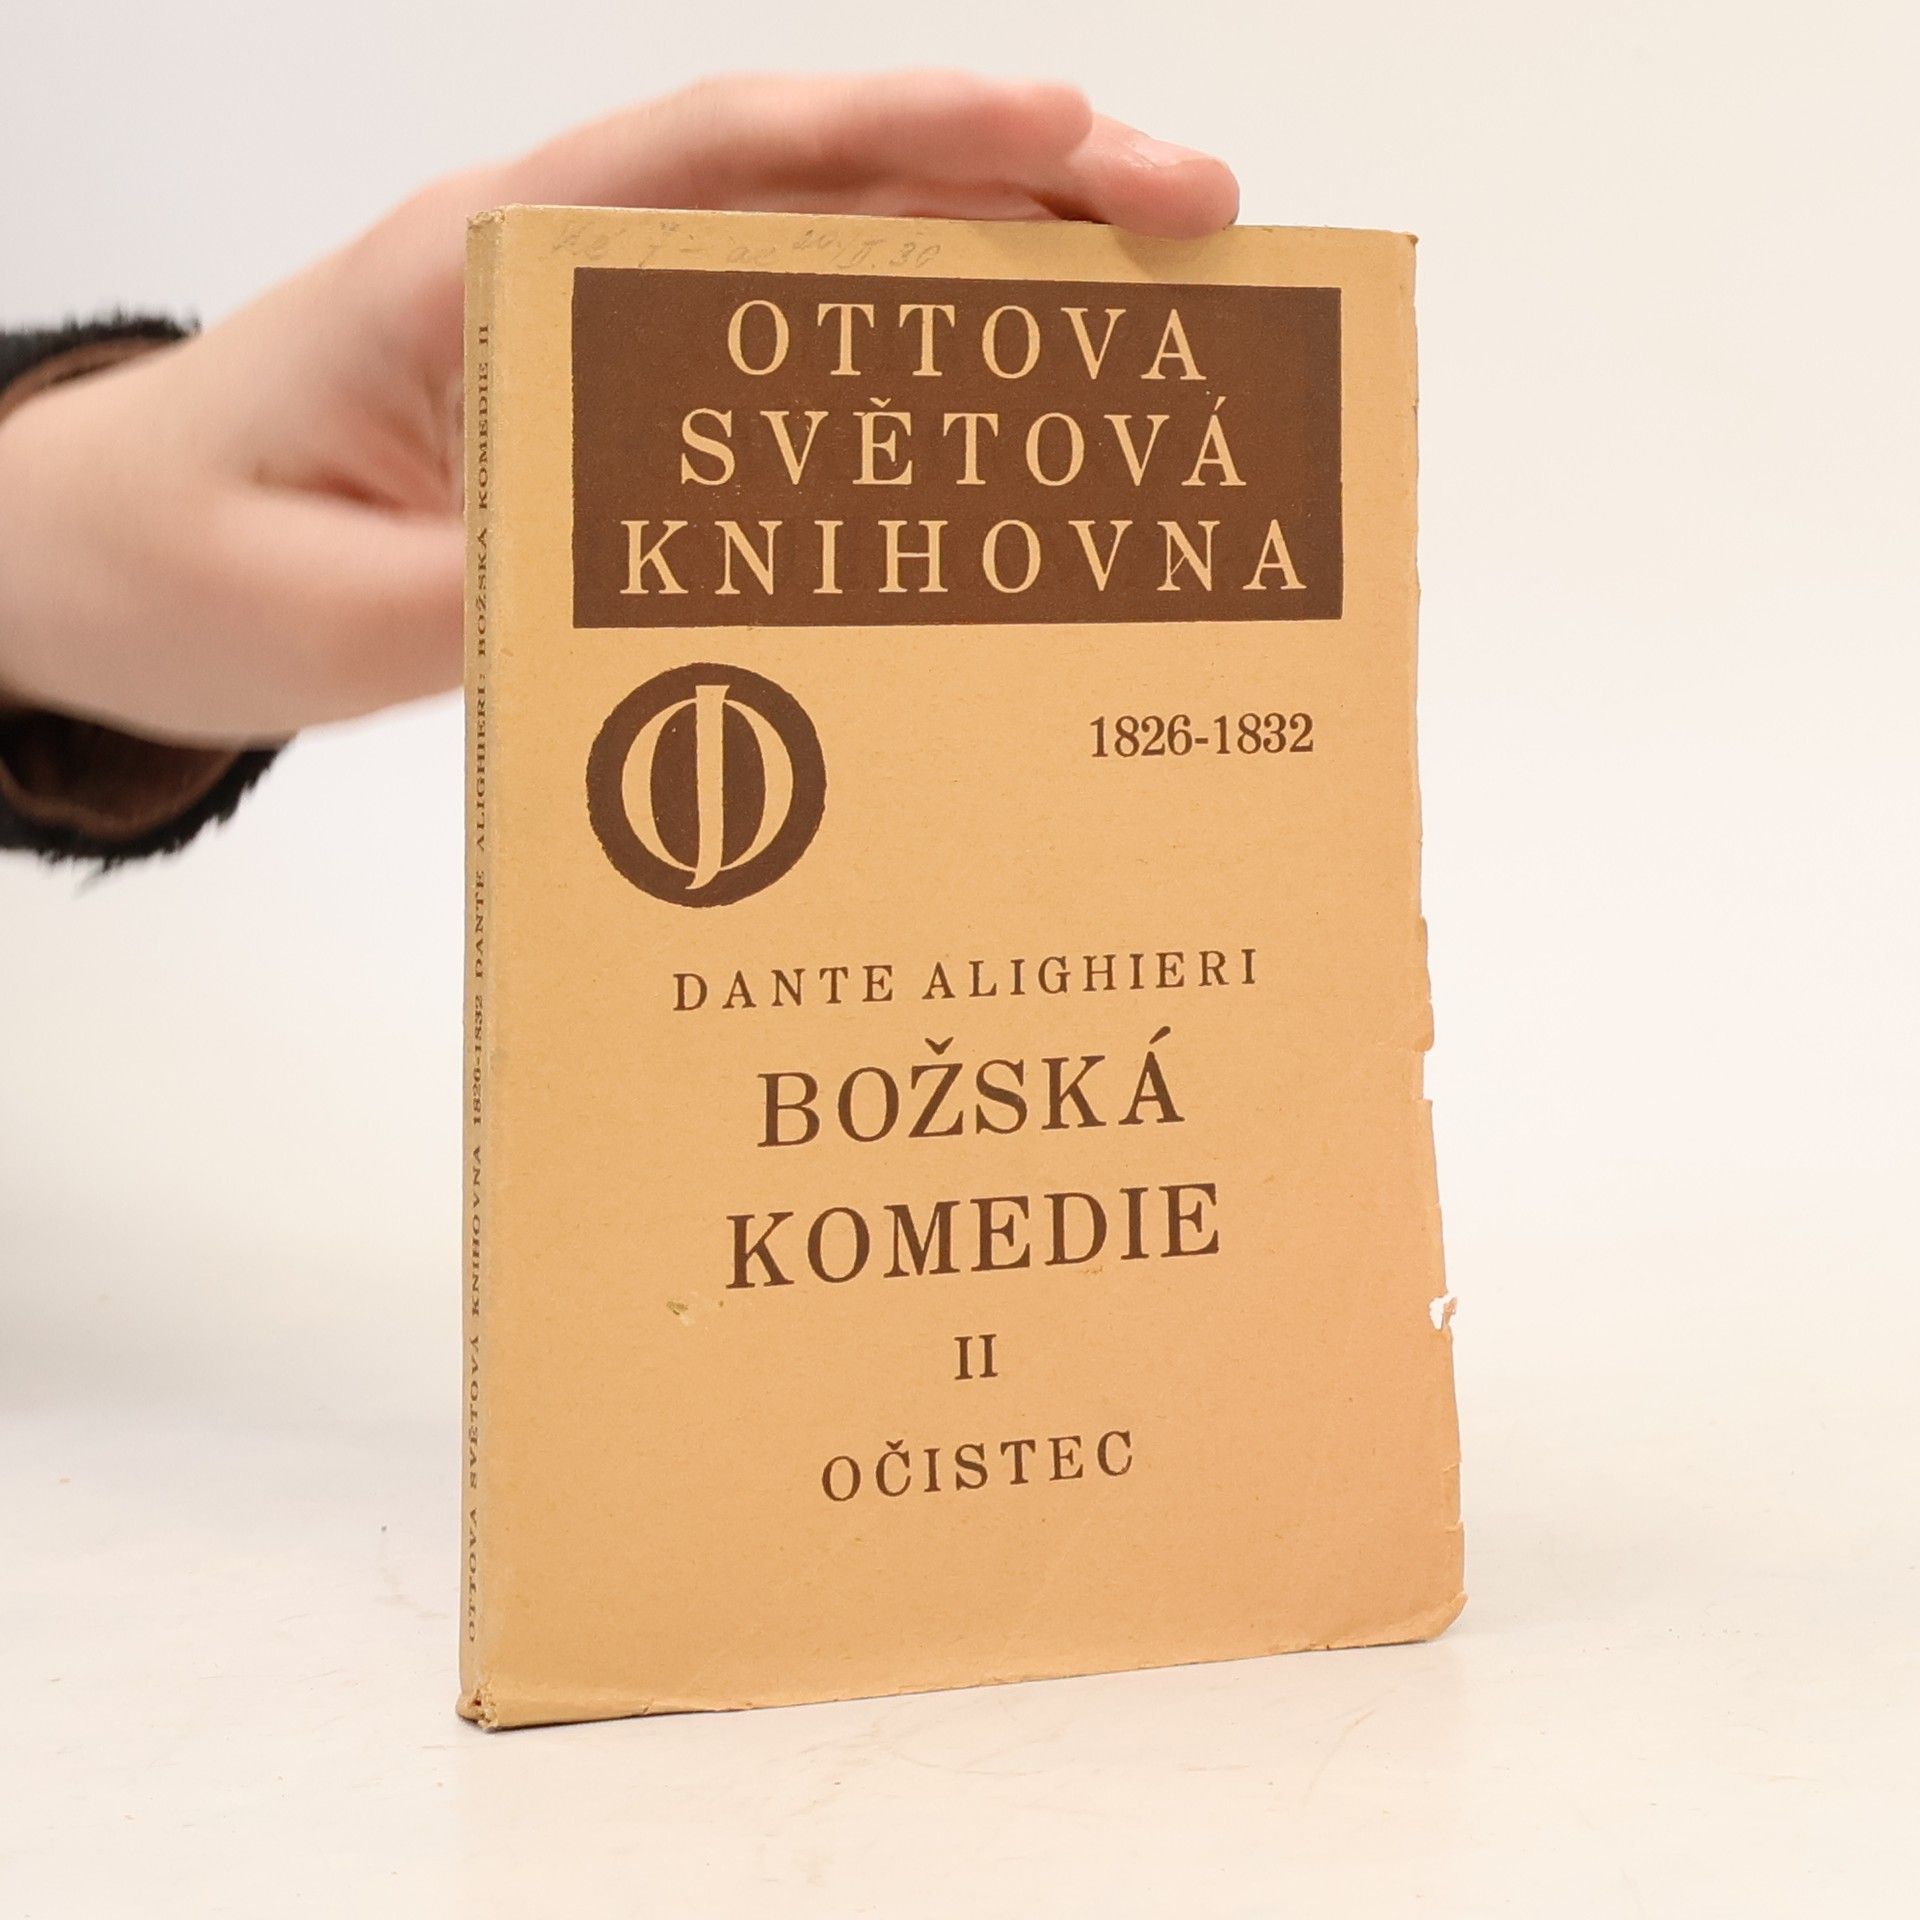 OTTOVA
SVĚTOVÁ
KNIHOVNA
JO
1826-1832
DANTE ALIGHIERI
BOŽSKÁ
KOMEDIE
II
OČISTEC
OTTOVA SVĚTOVÁ KNIHOVNA 1826-1832 DANTE ALIGHIERI: BOŽSKÁ KOMEDIE II